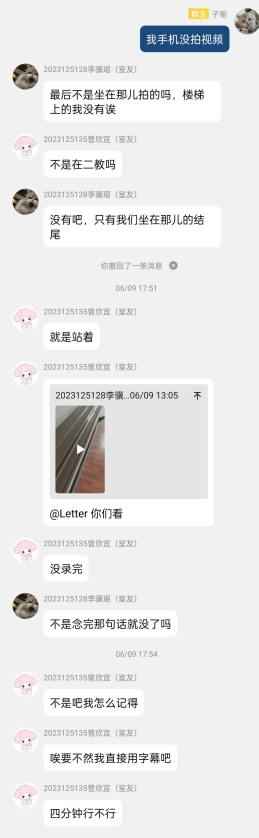 群主 子喻
我手机没拍视频
2023125128李骥瑶（室友）
最后不是坐在那儿拍的吗，楼梯
上的我没有诶
2023125135曾欣宜（室友）
不是在二教吗
2023125128李骥瑶（室友）
没有吧，只有我们坐在那儿的结
尾
你撤回了一条消息
06/09 17:51
2023125135曾欣宜（室友）
就是站着
2023125135曾欣宜（室友）
2023125128李骥...06/09 13:05
@Letter 你们看
2023125135曾欣宜（室友）
没录完
2023125128李骥瑶（室友）
不是念完那句话就没了吗
06/09 17:54
2023125135曾欣宜（室友）
不是吧我怎么记得
2023125135曾欣宜（室友）
唉要不然我直接用字幕吧
2023125135曾欣宜（室友）
四分钟行不行